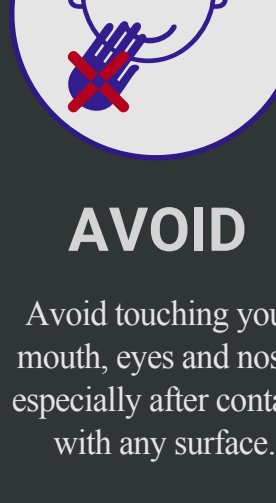 AVOID
Avoid touching you
mouth, eyes and nos
especially after conta
with any surface.